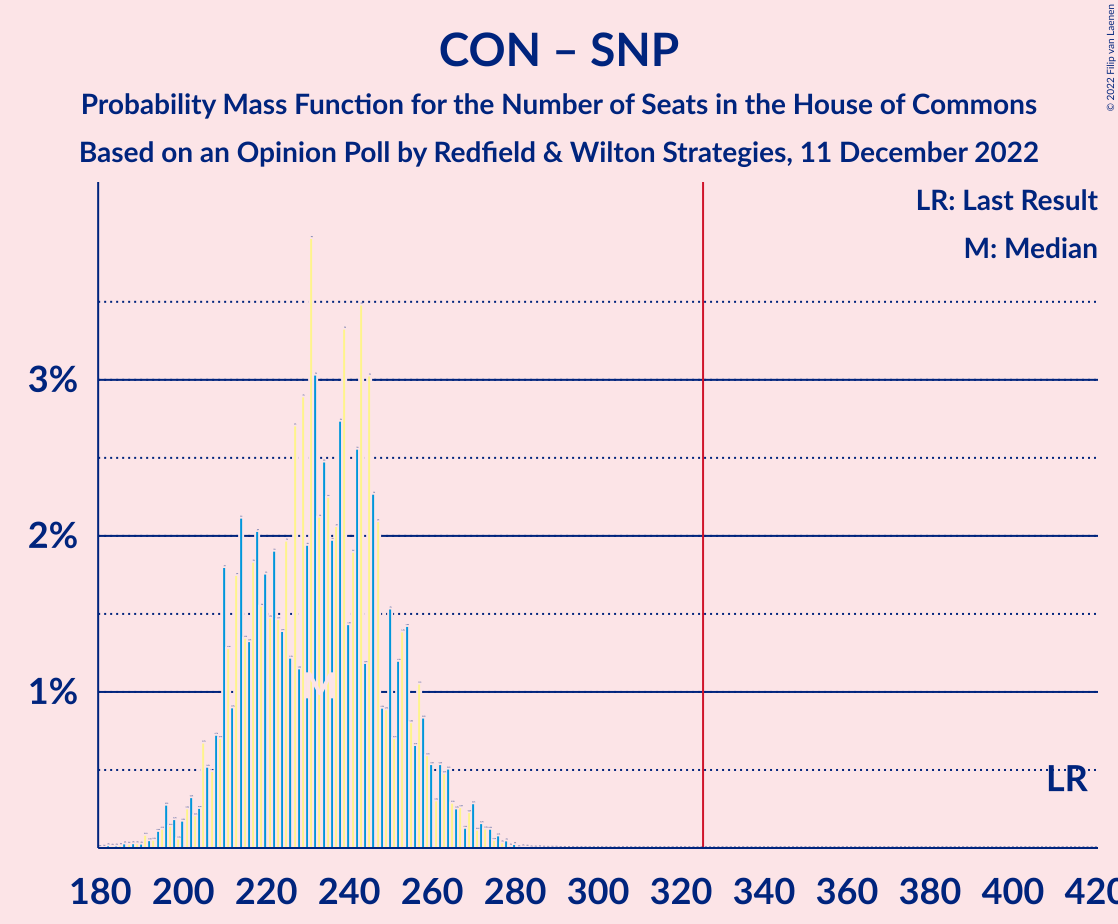 CON – SNP
Probability Mass Function for the Number of Seats in the House of Commons
Based on an Opinion Poll by Redfield & Wilton Strategies, 11 December 2022
© 2022 Filip van Laenen
LR: Last Result
M: Median
3%
2%
1%
M
LR
180 200 220 240 260 280 300 320 340 360 380 400 420